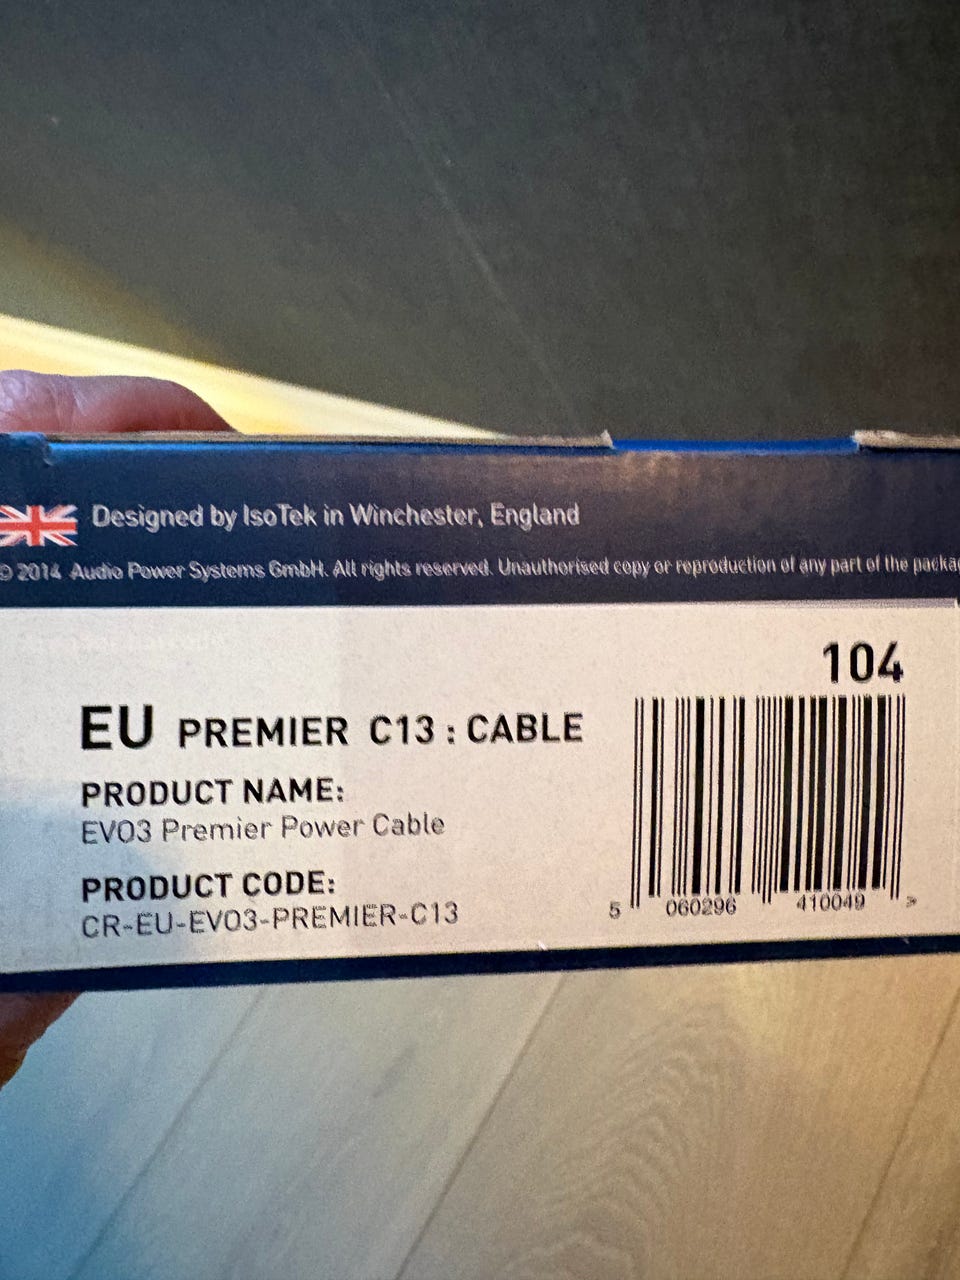 Designed by IsoTek in Winchester, England
© 2014 Audio Power Systems GmbH. All rights reserved. Unauthorised copy or reproduction of any part of the
104
EU PREMIER C13 : CABLE
PRODUCT NAME:
EVO3 Premier Power Cable
PRODUCT CODE:
CR-EU-EVO3-PREMIER-C13
5 060296 410049 >